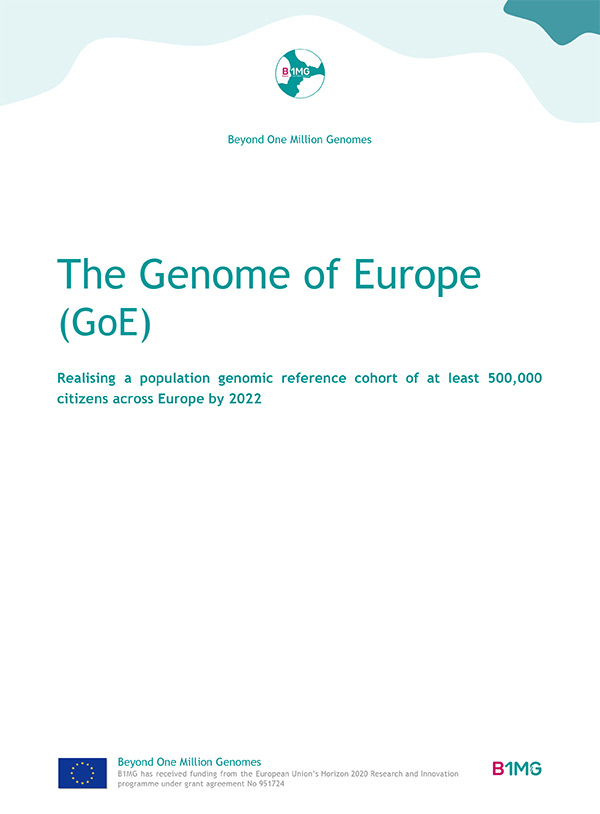 B1MG
Beyond One Million Genomes
The Genome of Europe
(GoE)
Realising a population genomic reference cohort of at least 500,000
citizens across Europe by 2022
Beyond One Million Genomes
B1MG has received funding from the European Union's Horizon 2020 Research and Innovation
programme under grant agreement No 951724
B1MG